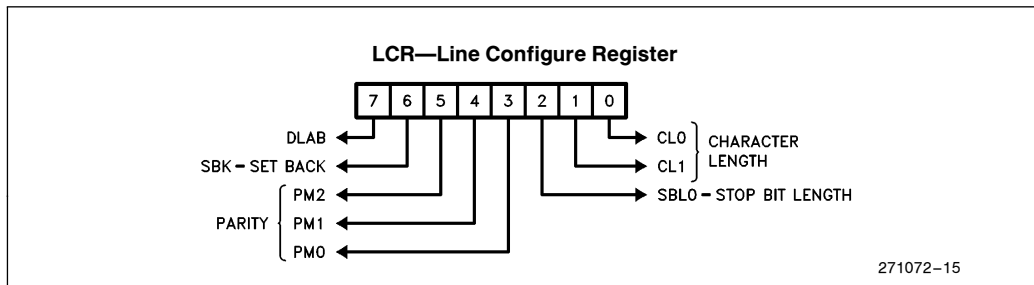 LCR—Line Configure Register
7 6 5 4 3 2 1 0
DLAB
SBK – SET BACK
PARITY
PM2
PM1
PM0
CL0
CL1
CHARACTER
LENGTH
SBL0 – STOP BIT LENGTH
271072–15